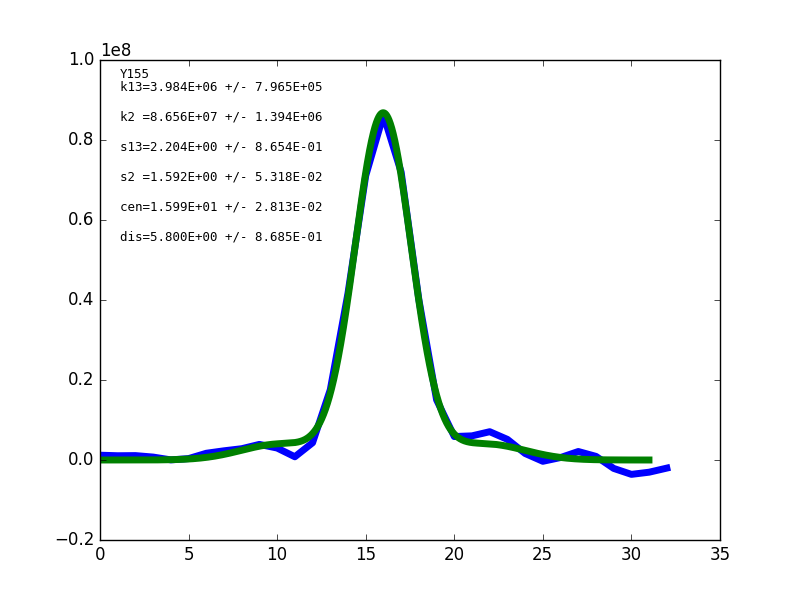 1e8
1.0
0.8
0.6
0.4
0.2
0.0
−0.2
Y155
k13=3.984E+06 +/- 7.965E+05
k2 =8.656E+07 +/- 1.394E+06
s13=2.204E+00 +/- 8.654E-01
s2 =1.592E+00 +/- 5.318E-02
cen=1.599E+01 +/- 2.813E-02
dis=5.800E+00 +/- 8.685E-01
0 5 10 15 20 25 30 35